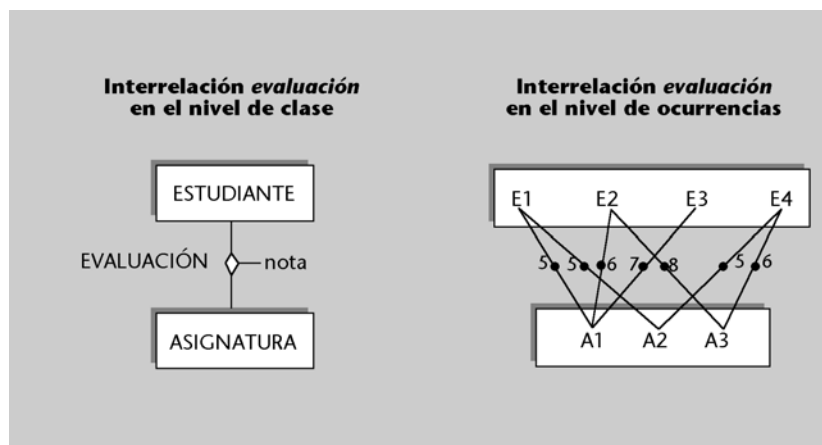 Interrelación evaluación
en el nivel de clase
ESTUDIANTE
EVALUACIÓN nota
ASIGNATURA
Interrelación evaluación
en el nivel de ocurrencias
E1 E2 E3 E4
5 5 6 7 8 5 6
A1 A2 A3